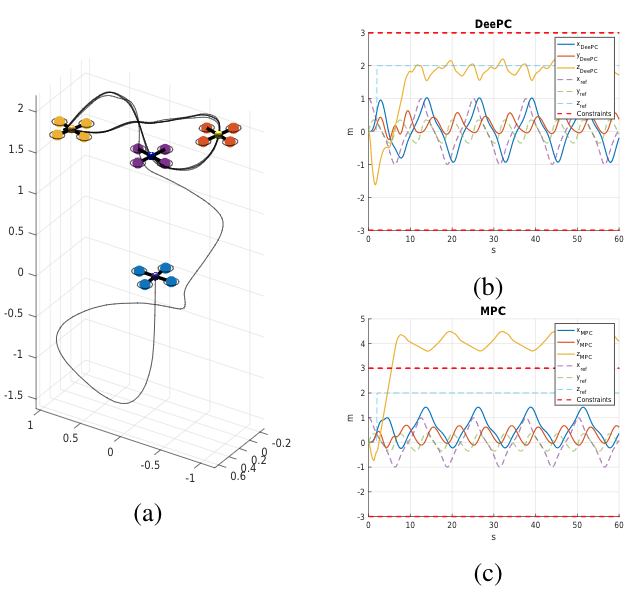 2
1.5
1
0.5
0
-0.5
-1
-1.5
1
0.5
0
-0.5
-1
0.6
0.4
0.2
0
-0.2
(a)
DeePC
3
2
1
0
-1
-2
-3
m
0 10 20 30 40 50 60
s
x_DeePC
y_DeePC
z_DeePC
x_ref
y_ref
z_ref
Constraints
(b)
MPC
5
4
3
2
1
0
-1
-2
-3
m
0 10 20 30 40 50 60
s
x_MPC
y_MPC
z_MPC
x_ref
y_ref
z_ref
Constraints
(c)